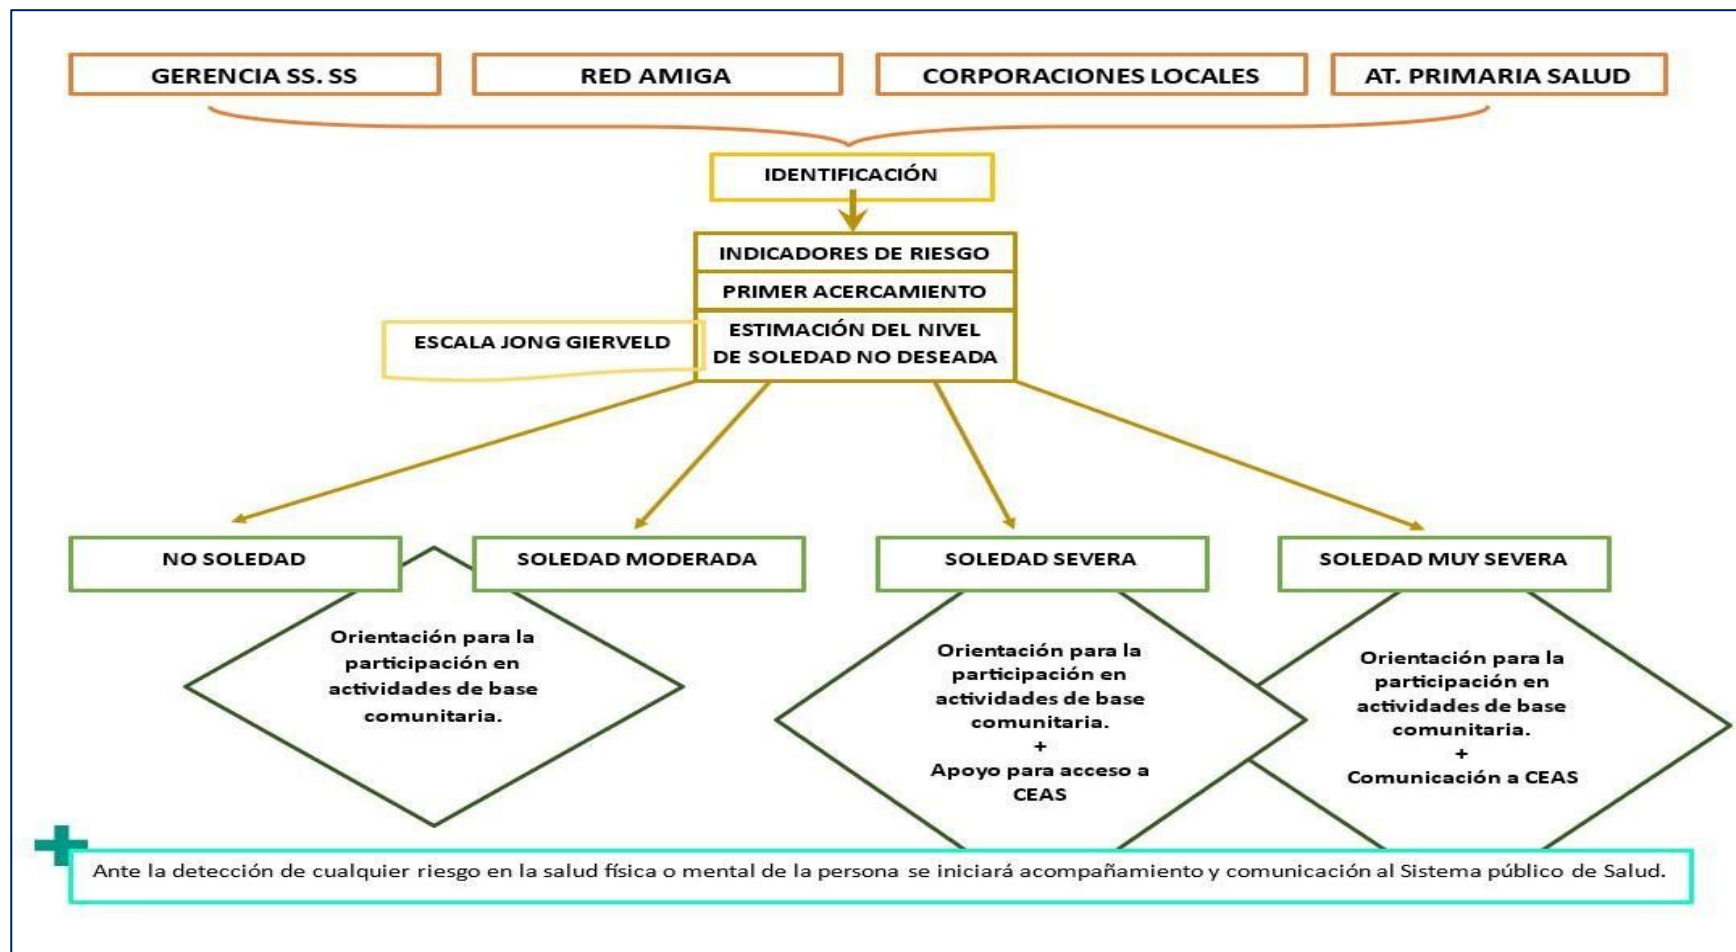 GERENCIA SS. SS
RED AMIGA
CORPORACIONES LOCALES
AT. PRIMARIA SALUD
IDENTIFICACIÓN
INDICADORES DE RIESGO
PRIMER ACERCAMIENTO
ESCALA JONG GIERVELD
ESTIMACIÓN DEL NIVEL
DE SOLEDAD NO DESEADA
NO SOLEDAD
SOLEDAD MODERADA
SOLEDAD SEVERA
SOLEDAD MUY SEVERA
Orientación para la
participación en
actividades de base
comunitaria.
Orientación para la
participación en
actividades de base
comunitaria.
+
Apoyo para acceso a
CEAS
Orientación para la
participación en
actividades de base
comunitaria.
+
Comunicación a CEAS
Ante la detección de cualquier riesgo en la salud física o mental de la persona se iniciará acompañamiento y comunicación al Sistema público de Salud.